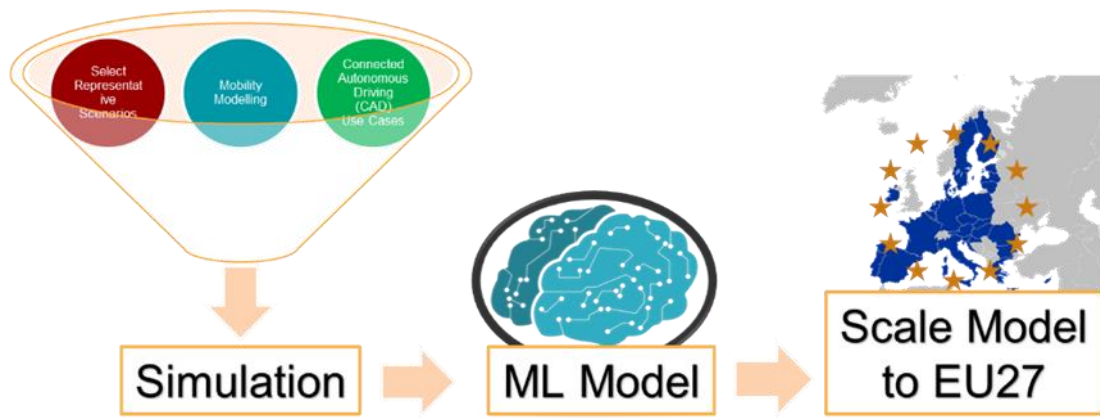 Select
Representat
ive
Scenarios
Mobility
Modelling
Connected
Autonomous
Driving
(CAD)
Use Cases
Simulation
ML Model
Scale Model
to EU27